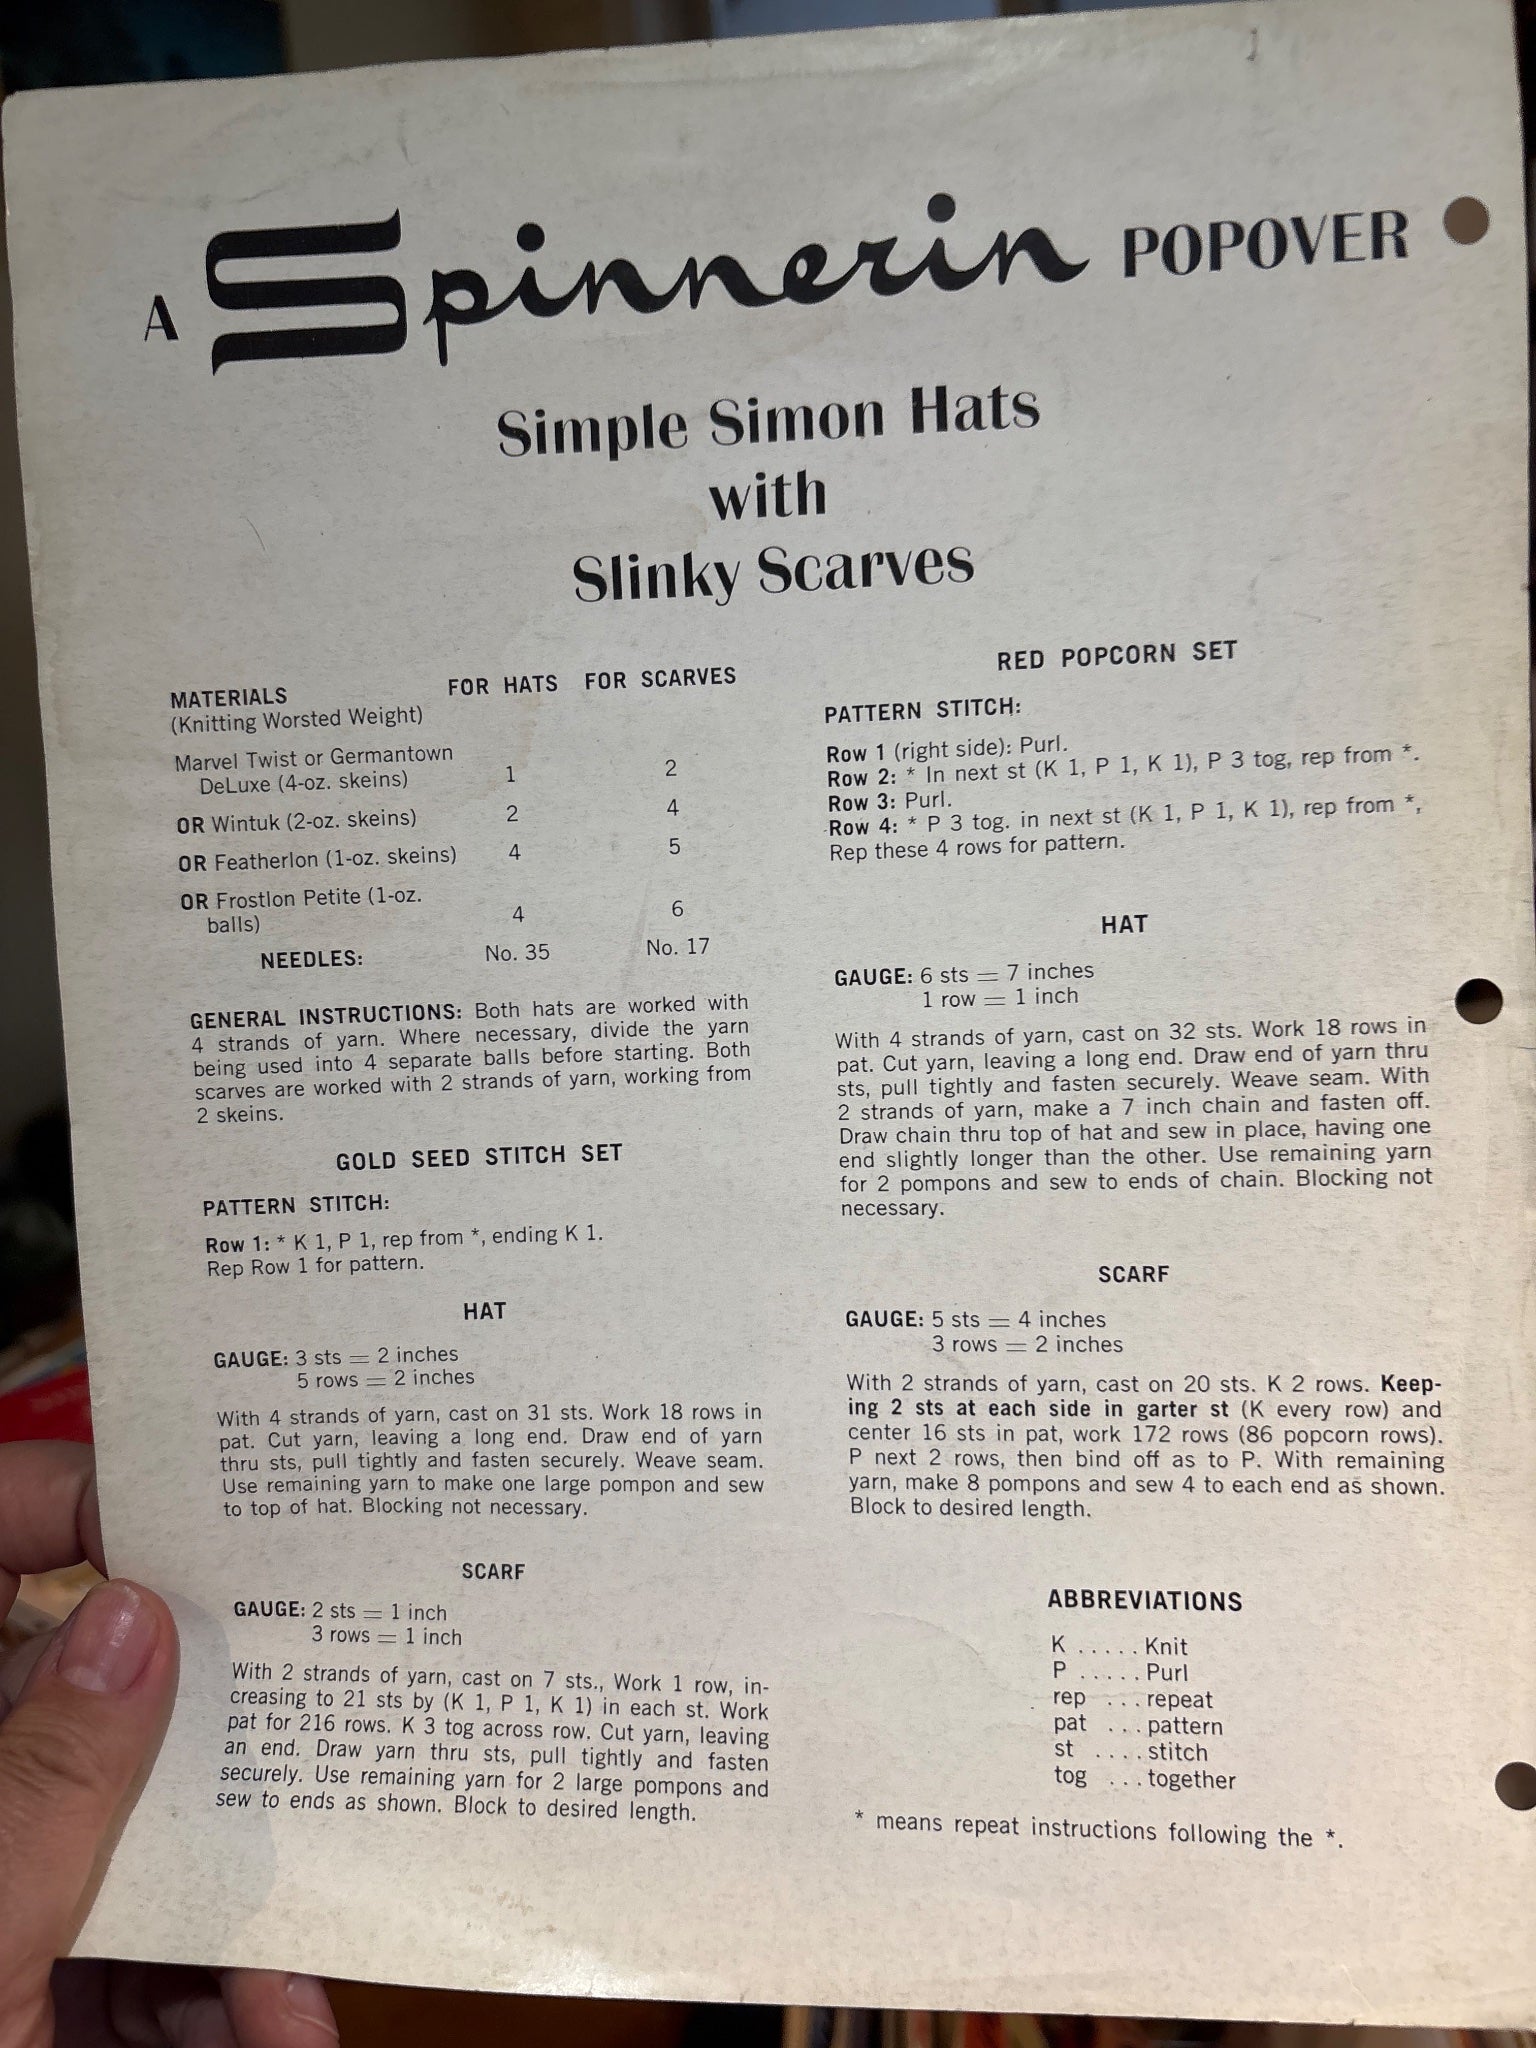 1
A Spinnerin POPOVER
Simple Simon Hats
with
Slinky Scarves
MATERIALS FOR HATS FOR SCARVES
(Knitting Worsted Weight)
Marvel Twist or Germantown
DeLuxe (4-oz. skeins) 1 2
OR Wintuk (2-oz. skeins) 2 4
OR Featherlon (1-oz. skeins) 4 5
OR Frostlon Petite (1-oz.
balls) 4 6
NEEDLES: No. 35 No. 17
GENERAL INSTRUCTIONS: Both hats are worked with
4 strands of yarn. Where necessary, divide the yarn
being used into 4 separate balls before starting. Both
scarves are worked with 2 strands of yarn, working from
2 skeins.
GOLD SEED STITCH SET
PATTERN STITCH:
Row 1: * K 1, P 1, rep from *, ending K 1.
Rep Row 1 for pattern.
HAT
GAUGE: 3 sts = 2 inches
5 rows = 2 inches
With 4 strands of yarn, cast on 31 sts. Work 18 rows in
pat. Cut yarn, leaving a long end. Draw end of yarn
thru sts, pull tightly and fasten securely. Weave seam.
Use remaining yarn to make one large pompon and sew
to top of hat. Blocking not necessary.
SCARF
GAUGE: 2 sts = 1 inch
3 rows = 1 inch
With 2 strands of yarn, cast on 7 sts., Work 1 row, in-
creasing to 21 sts by (K 1, P 1, K 1) in each st. Work
pat for 216 rows. K 3 tog across row. Cut yarn, leaving
an end. Draw yarn thru sts, pull tightly and fasten
securely. Use remaining yarn for 2 large pompons and
sew to ends as shown. Block to desired length.
RED POPCORN SET
PATTERN STITCH:
Row 1 (right side): Purl.
Row 2: * In next st (K 1, P 1, K 1), P 3 tog, rep from *.
Row 3: Purl.
Row 4: * P 3 tog. in next st (K 1, P 1, K 1), rep from *,
Rep these 4 rows for pattern.
HAT
GAUGE: 6 sts = 7 inches
1 row = 1 inch
With 4 strands of yarn, cast on 32 sts. Work 18 rows in
pat. Cut yarn, leaving a long end. Draw end of yarn thru
sts, pull tightly and fasten securely. Weave seam. With
2 strands of yarn, make a 7 inch chain and fasten off.
Draw chain thru top of hat and sew in place, having one
end slightly longer than the other. Use remaining yarn
for 2 pompons and sew to ends of chain. Blocking not
necessary.
SCARF
GAUGE: 5 sts = 4 inches
3 rows = 2 inches
With 2 strands of yarn, cast on 20 sts. K 2 rows. Keep-
ing 2 sts at each side in garter st (K every row) and
center 16 sts in pat, work 172 rows (86 popcorn rows).
P next 2 rows, then bind off as to P. With remaining
yarn, make 8 pompons and sew 4 to each end as shown.
Block to desired length.
ABBREVIATIONS
K ..... Knit
P ..... Purl
rep ... repeat
pat ... pattern
st .... stitch
tog ... together
* means repeat instructions following the *.